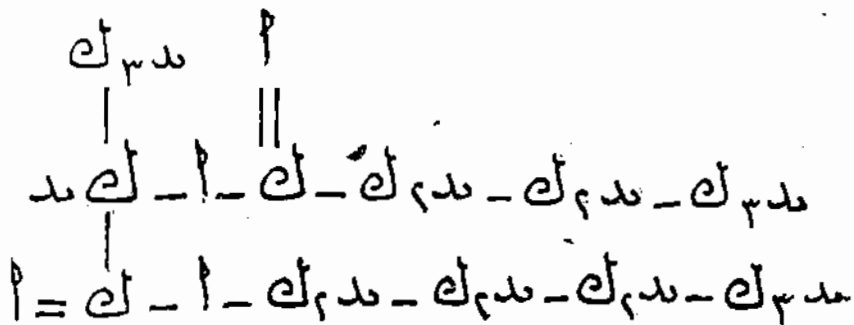 ا يد٣ك
|| |
يد٣ك – يد٢ك – يد٢ك – ك – ا – ك يد
|
يد٣ك – يد٢ك – يد٢ك – يد٢ك – ا – ك = ا